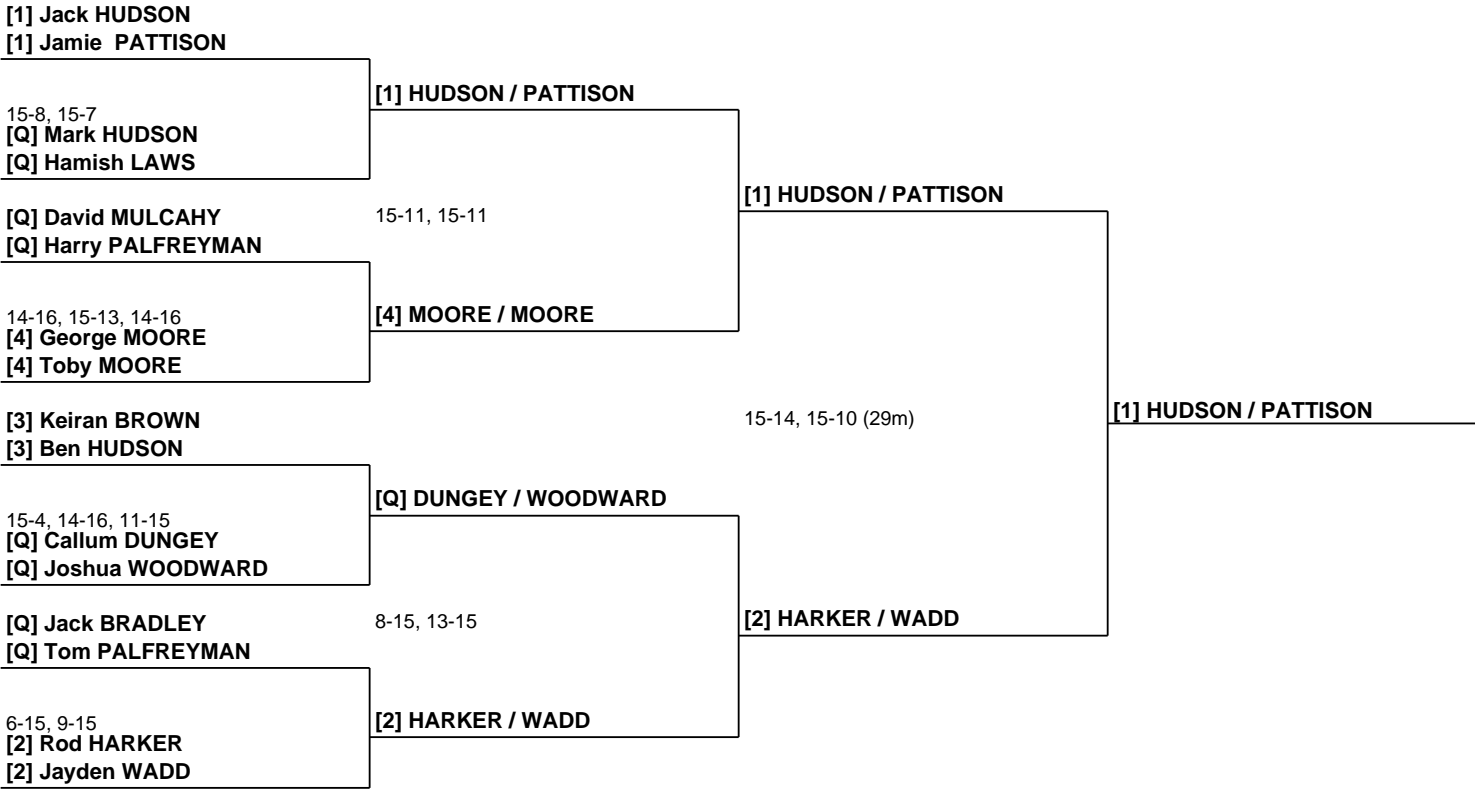 [1] Jack HUDSON
[1] Jamie  PATTISON
[1] HUDSON / PATTISON
15-8, 15-7
[Q] Mark HUDSON
[Q] Hamish LAWS
[1] HUDSON / PATTISON
[Q] David MULCAHY
15-11, 15-11
[Q] Harry PALFREYMAN
14-16, 15-13, 14-16
[4] MOORE / MOORE
[4] George MOORE
[4] Toby MOORE
[1] HUDSON / PATTISON
[3] Keiran BROWN
15-14, 15-10 (29m)
[3] Ben HUDSON
[Q] DUNGEY / WOODWARD
15-4, 14-16, 11-15
[Q] Callum DUNGEY
[Q] Joshua WOODWARD
[Q] Jack BRADLEY
8-15, 13-15
[2] HARKER / WADD
[Q] Tom PALFREYMAN
6-15, 9-15
[2] HARKER / WADD
[2] Rod HARKER
[2] Jayden WADD